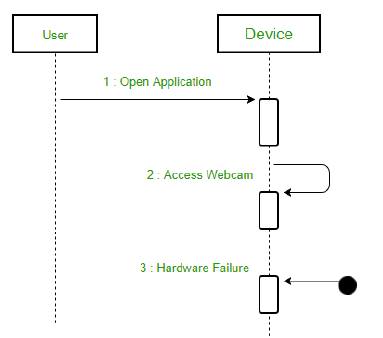 User
Device
1 : Open Application
2 : Access Webcam
3 : Hardware Failure